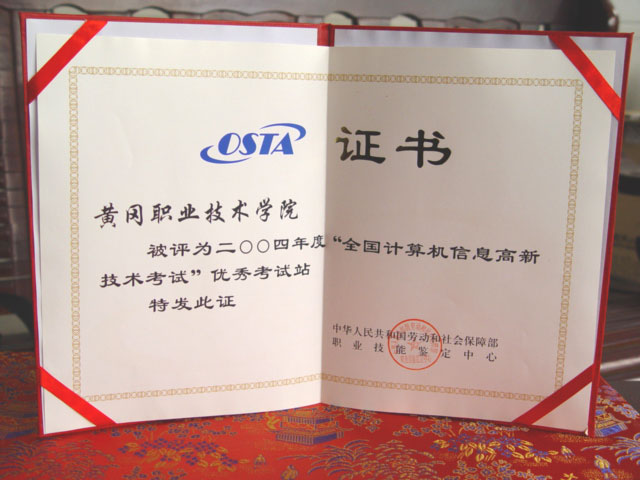 OSTA 证书
黄冈职业技术学院
被评为二〇〇四年度“全国计算机信息高新
技术考试”优秀考试站
特发此证
中华人民共和国劳动和社会保障部
职业技能鉴定中心